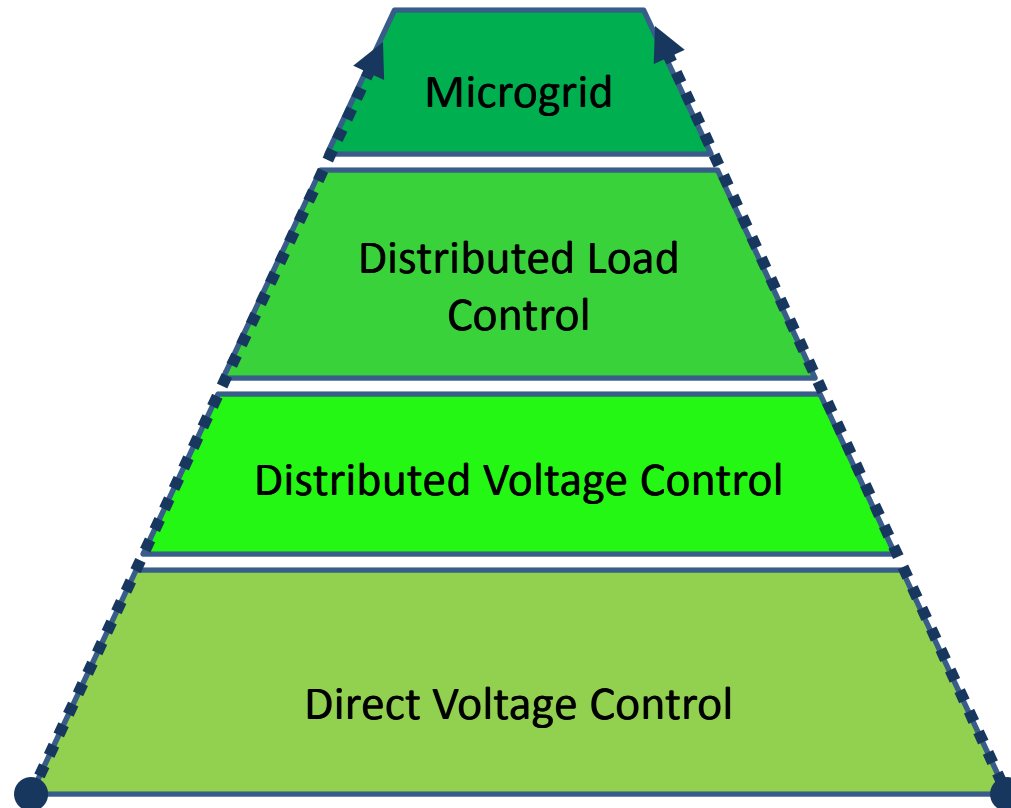 Microgrid
Distributed Load
Control
Distributed Voltage Control
Direct Voltage Control